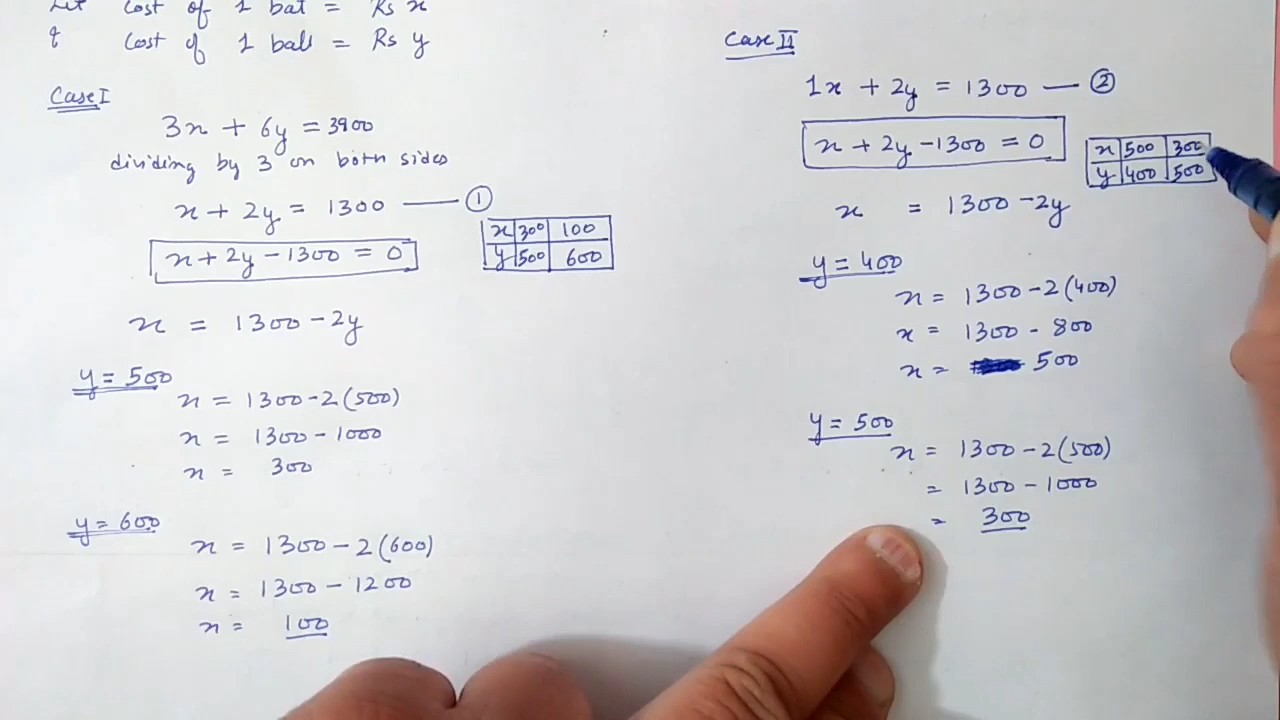 Let cost of 1 bat = Rs x
& cost of 1 ball = Rs y
Case I
3x + 6y = 3900
dividing by 3 on both sides
x + 2y = 1300 — ①
x + 2y - 1300 = 0
x 300 100
y 500 600
x = 1300 - 2y
y = 500
x = 1300 - 2(500)
x = 1300 - 1000
x = 300
y = 600
x = 1300 - 2(600)
x = 1300 - 1200
x = 100
Case II
1x + 2y = 1300 — ②
x + 2y - 1300 = 0
x 500 300
y 400 500
x = 1300 - 2y
y = 400
x = 1300 - 2(400)
x = 1300 - 800
x = 500
y = 500
x = 1300 - 2(500)
= 1300 - 1000
= 300